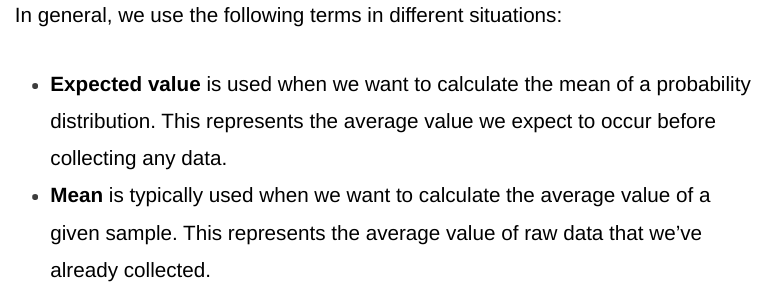 In general, we use the following terms in different situations:
• Expected value is used when we want to calculate the mean of a probability
distribution. This represents the average value we expect to occur before
collecting any data.
• Mean is typically used when we want to calculate the average value of a
given sample. This represents the average value of raw data that we’ve
already collected.